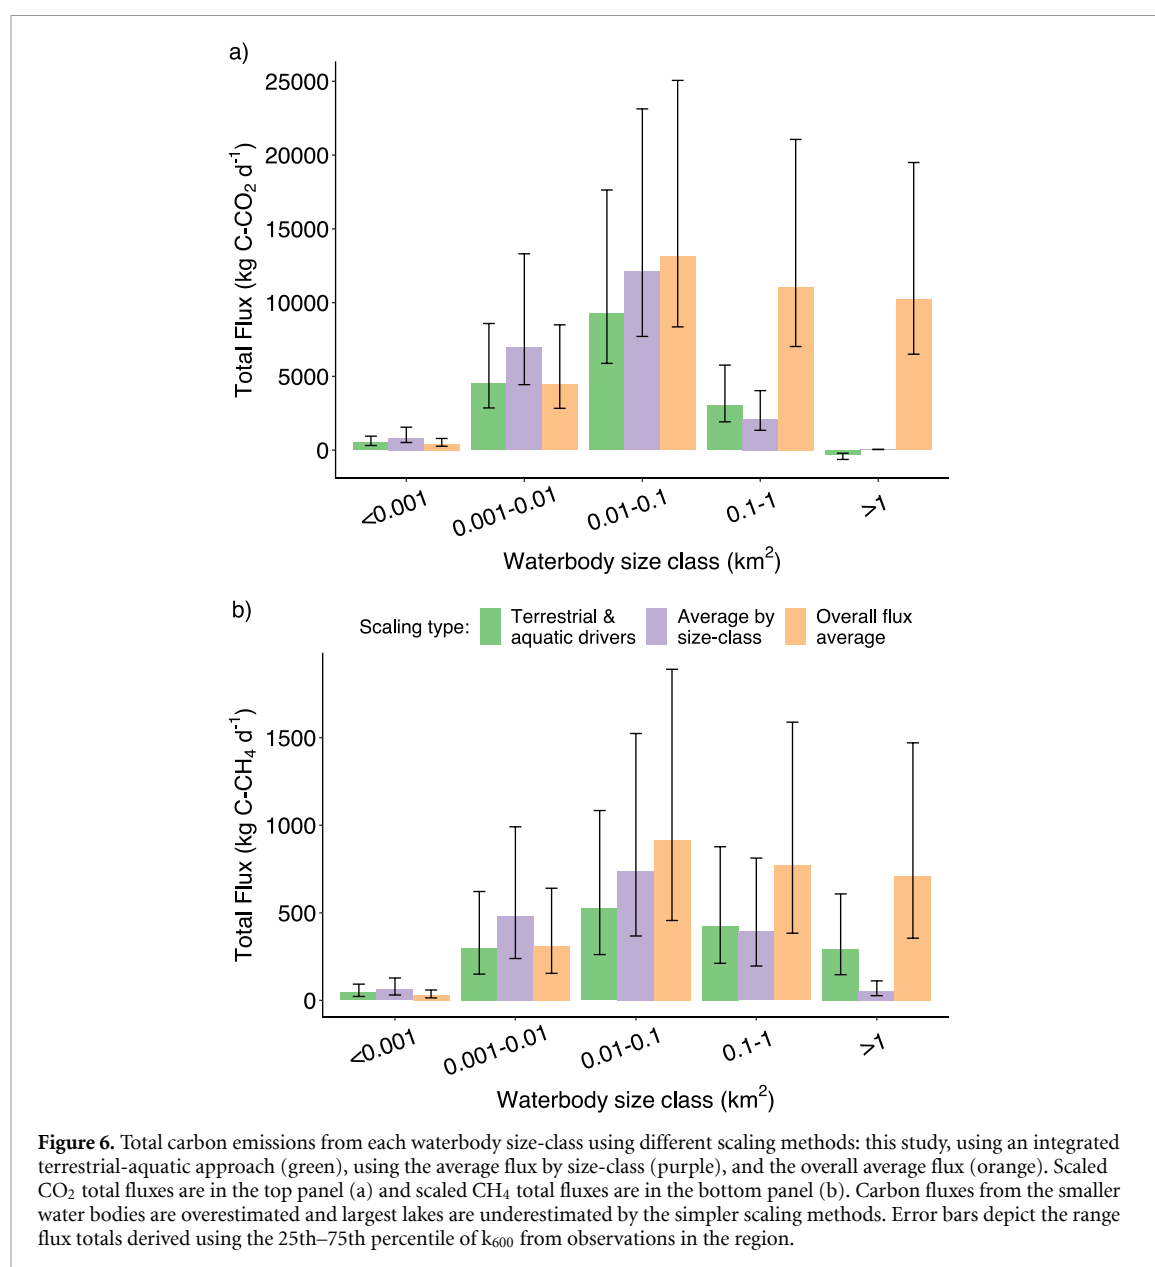 a)
25000
20000
15000
10000
5000
0
Total Flux (kg C-CO₂ d⁻¹)
<0.001
0.001-0.01
0.01-0.1
0.1-1
>1
Waterbody size class (km²)
b)
Scaling type:
Terrestrial &
aquatic drivers
Average by
size-class
Overall flux
average
1500
1000
500
0
Total Flux (kg C-CH₄ d⁻¹)
<0.001
0.001-0.01
0.01-0.1
0.1-1
>1
Waterbody size class (km²)
Figure 6. Total carbon emissions from each waterbody size-class using different scaling methods: this study, using an integrated
terrestrial-aquatic approach (green), using the average flux by size-class (purple), and the overall average flux (orange). Scaled
CO₂ total fluxes are in the top panel (a) and scaled CH₄ total fluxes are in the bottom panel (b). Carbon fluxes from the smaller
water bodies are overestimated and largest lakes are underestimated by the simpler scaling methods. Error bars depict the range
flux totals derived using the 25th–75th percentile of k₆₀₀ from observations in the region.